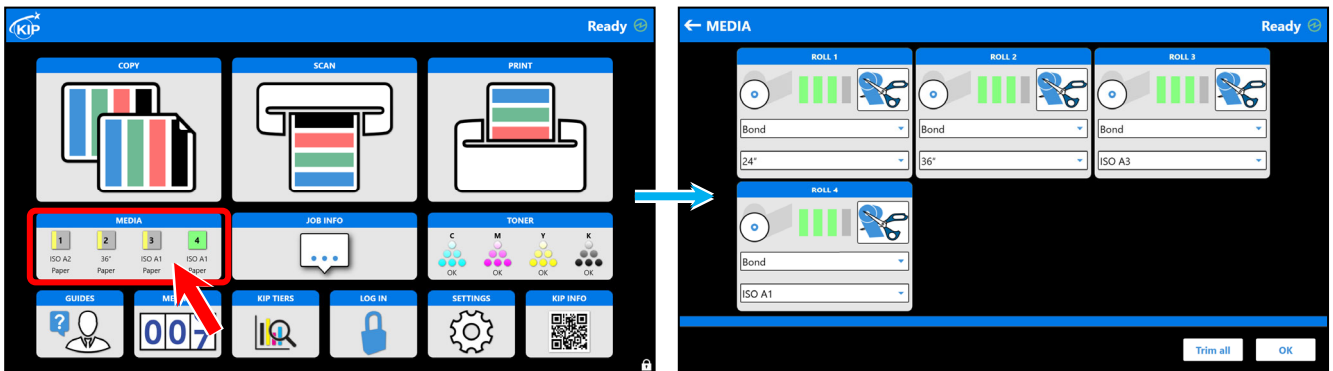 KIP
Ready
COPY
SCAN
PRINT
MEDIA
1 2 3 4
ISO A2 36" ISO A1 ISO A1
Paper Paper Paper Paper
JOB INFO
TONER
C M Y K
OK OK OK OK
GUIDES
?
00
KIP TIERS
LOG IN
SETTINGS
KIP INFO
MEDIA
Ready
ROLL 1
Bond
24"
ROLL 2
Bond
36"
ROLL 3
Bond
ISO A3
ROLL 4
Bond
ISO A1
Trim all
OK